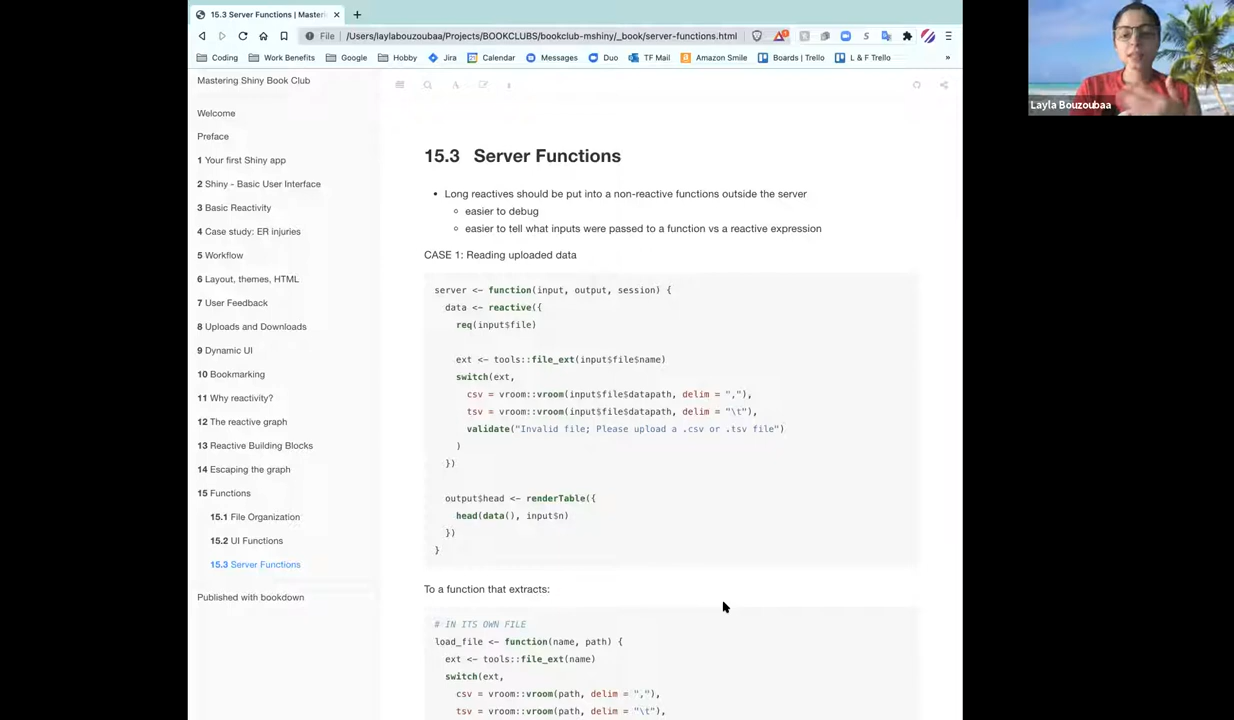 15.3 Server Functions | Master
File
/Users/laylabouzoubaa/Projects/BOOKCLUBS/bookclub-mshiny/_book/server-functions.html
Coding
Work Benefits
Google
Hobby
Jira
Calendar
Messages
Duo
TF Mail
Amazon Smile
Boards | Trello
L & F Trello
»
Layla Bouzoubaa
Mastering Shiny Book Club
Welcome
Preface
1 Your first Shiny app
2 Shiny - Basic User Interface
3 Basic Reactivity
4 Case study: ER injuries
5 Workflow
6 Layout, themes, HTML
7 User Feedback
8 Uploads and Downloads
9 Dynamic UI
10 Bookmarking
11 Why reactivity?
12 The reactive graph
13 Reactive Building Blocks
14 Escaping the graph
15 Functions
15.1 File Organization
15.2 UI Functions
15.3 Server Functions
Published with bookdown
15.3 Server Functions
• Long reactives should be put into a non-reactive functions outside the server
◦ easier to debug
◦ easier to tell what inputs were passed to a function vs a reactive expression
CASE 1: Reading uploaded data
server <- function(input, output, session) {
  data <- reactive({
    req(input$file)
    ext <- tools::file_ext(input$file$name)
    switch(ext,
      csv = vroom::vroom(input$file$datapath, delim = ","),
      tsv = vroom::vroom(input$file$datapath, delim = "\t"),
      validate("Invalid file; Please upload a .csv or .tsv file")
    )
  })
  output$head <- renderTable({
    head(data(), input$n)
  })
}
To a function that extracts:
# IN ITS OWN FILE
load_file <- function(name, path) {
  ext <- tools::file_ext(name)
  switch(ext,
    csv = vroom::vroom(path, delim = ","),
    tsv = vroom::vroom(path, delim = "\t"),